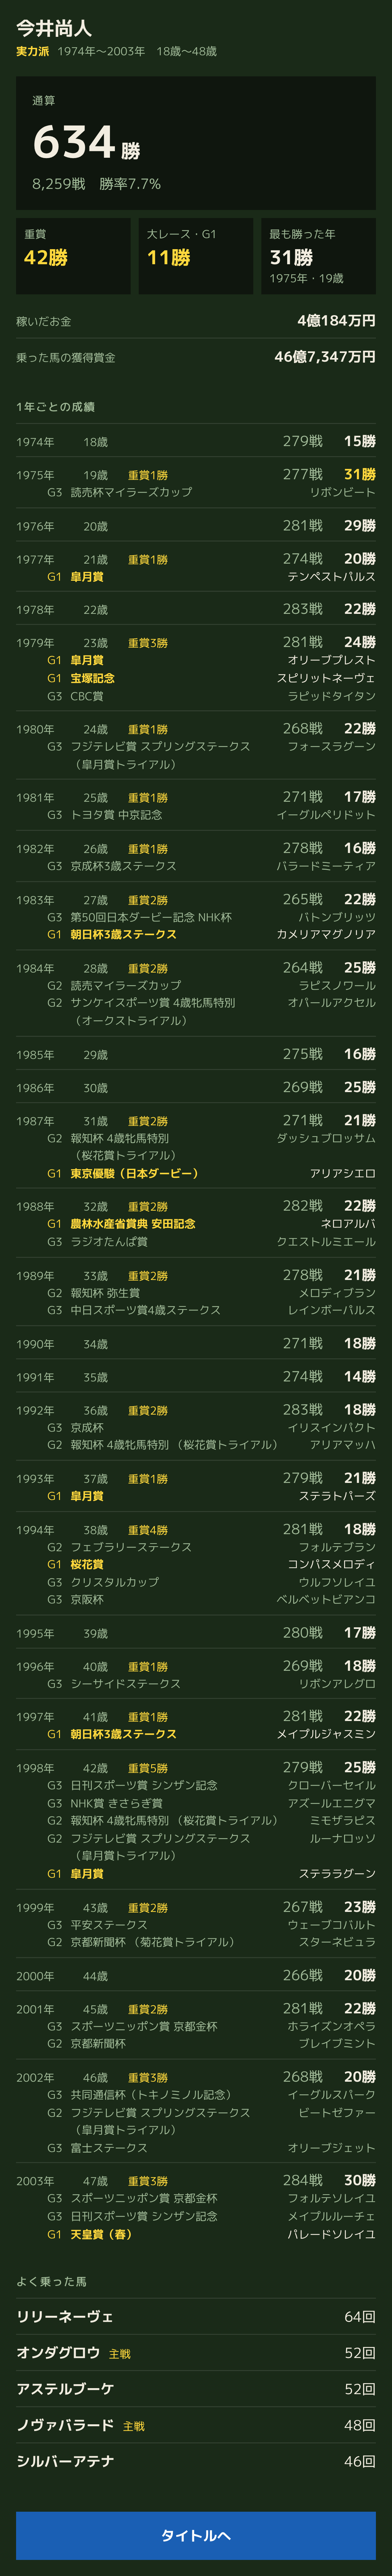 今井尚人
実力派 1974年～2003年 18歳～48歳
通算
634勝
8,259戦 勝率7.7%
重賞
42勝
大レース・G1
11勝
最も勝った年
31勝
1975年・19歳
稼いだお金 4億184万円
乗った馬の獲得賞金 46億7,347万円
1年ごとの成績
1974年 18歳 279戦 15勝
1975年 19歳 重賞1勝 277戦 31勝
G3 読売杯マイラーズカップ リボンビート
1976年 20歳 281戦 29勝
1977年 21歳 重賞1勝 274戦 20勝
G1 皐月賞 テンペストパルス
1978年 22歳 283戦 22勝
1979年 23歳 重賞3勝 281戦 24勝
G1 皐月賞 オリーブブレスト
G1 宝塚記念 スピリットネーヴェ
G3 CBC賞 ラピッドタイタン
1980年 24歳 重賞1勝 268戦 22勝
G3 フジテレビ賞 スプリングステークス フォースラグーン
（皐月賞トライアル）
1981年 25歳 重賞1勝 271戦 17勝
G3 トヨタ賞 中京記念 イーグルペリドット
1982年 26歳 重賞1勝 278戦 16勝
G3 京成杯3歳ステークス バラードミーティア
1983年 27歳 重賞2勝 265戦 22勝
G3 第50回日本ダービー記念 NHK杯 バトンブリッツ
G1 朝日杯3歳ステークス カメリアマグノリア
1984年 28歳 重賞2勝 264戦 25勝
G2 読売マイラーズカップ ラピスノワール
G2 サンケイスポーツ賞 4歳牝馬特別 オパールアクセル
（オークストライアル）
1985年 29歳 275戦 16勝
1986年 30歳 269戦 25勝
1987年 31歳 重賞2勝 271戦 21勝
G2 報知杯 4歳牝馬特別 ダッシュブロッサム
（桜花賞トライアル）
G1 東京優駿（日本ダービー） アリアシエロ
1988年 32歳 重賞2勝 282戦 22勝
G1 農林水産省賞典 安田記念 ネロアルバ
G3 ラジオたんぱ賞 クエストルミエール
1989年 33歳 重賞2勝 278戦 21勝
G2 報知杯 弥生賞 メロディブラン
G3 中日スポーツ賞4歳ステークス レインボーパルス
1990年 34歳 271戦 18勝
1991年 35歳 274戦 14勝
1992年 36歳 重賞2勝 283戦 18勝
G3 京成杯 イリスインパクト
G2 報知杯 4歳牝馬特別 （桜花賞トライアル） アリアマッハ
1993年 37歳 重賞1勝 279戦 21勝
G1 皐月賞 ステラトパーズ
1994年 38歳 重賞4勝 281戦 18勝
G2 フェブラリーステークス フォルテブラン
G1 桜花賞 コンパスメロディ
G3 クリスタルカップ ウルフソレイユ
G3 京阪杯 ベルベットビアンコ
1995年 39歳 280戦 17勝
1996年 40歳 重賞1勝 269戦 18勝
G3 シーサイドステークス リボンアレグロ
1997年 41歳 重賞1勝 281戦 22勝
G1 朝日杯3歳ステークス メイプルジャスミン
1998年 42歳 重賞5勝 279戦 25勝
G3 日刊スポーツ賞 シンザン記念 クローバーセイル
G3 NHK賞 きさらぎ賞 アズールエニグマ
G2 報知杯 4歳牝馬特別 （桜花賞トライアル） ミモザラピス
G2 フジテレビ賞 スプリングステークス ルーナロッソ
（皐月賞トライアル）
G1 皐月賞 ステララグーン
1999年 43歳 重賞2勝 267戦 23勝
G3 平安ステークス ウェーブコバルト
G2 京都新聞杯 （菊花賞トライアル） スターネビュラ
2000年 44歳 266戦 20勝
2001年 45歳 重賞2勝 281戦 22勝
G3 スポーツニッポン賞 京都金杯 ホライズンオペラ
G2 京都新聞杯 ブレイブミント
2002年 46歳 重賞3勝 268戦 20勝
G3 共同通信杯（トキノミノル記念） イーグルスパーク
G2 フジテレビ賞 スプリングステークス ビートゼファー
（皐月賞トライアル）
G3 富士ステークス オリーブジェット
2003年 47歳 重賞3勝 284戦 30勝
G3 スポーツニッポン賞 京都金杯 フォルテソレイユ
G3 日刊スポーツ賞 シンザン記念 メイプルルーチェ
G1 天皇賞（春） パレードソレイユ
よく乗った馬
リリーネーヴェ 64回
オンダグロウ 主戦 52回
アステルブーケ 52回
ノヴァバラード 主戦 48回
シルバーアテナ 46回
タイトルへ